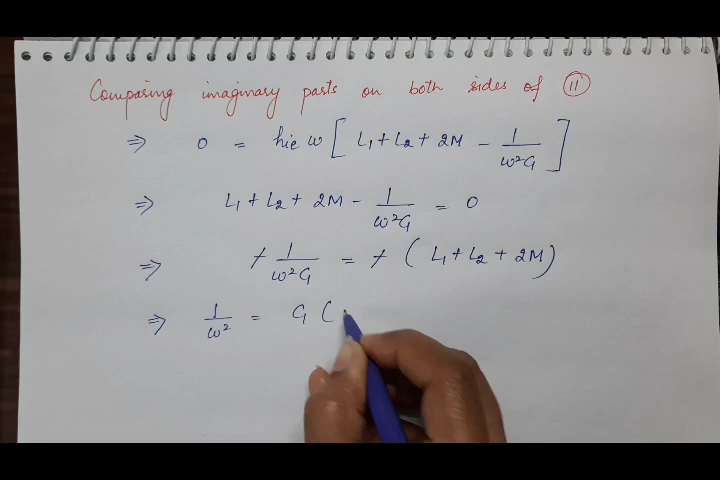 Comparing imaginary parts on both sides of (11)
⇒ 0 = hie ω [ L₁ + L₂ + 2M - 1/ω²C₁ ]
⇒ L₁ + L₂ + 2M - 1/ω²C₁ = 0
⇒ ≁ 1/ω²C₁ = ≁ ( L₁ + L₂ + 2M )
⇒ 1/ω² = C₁ (